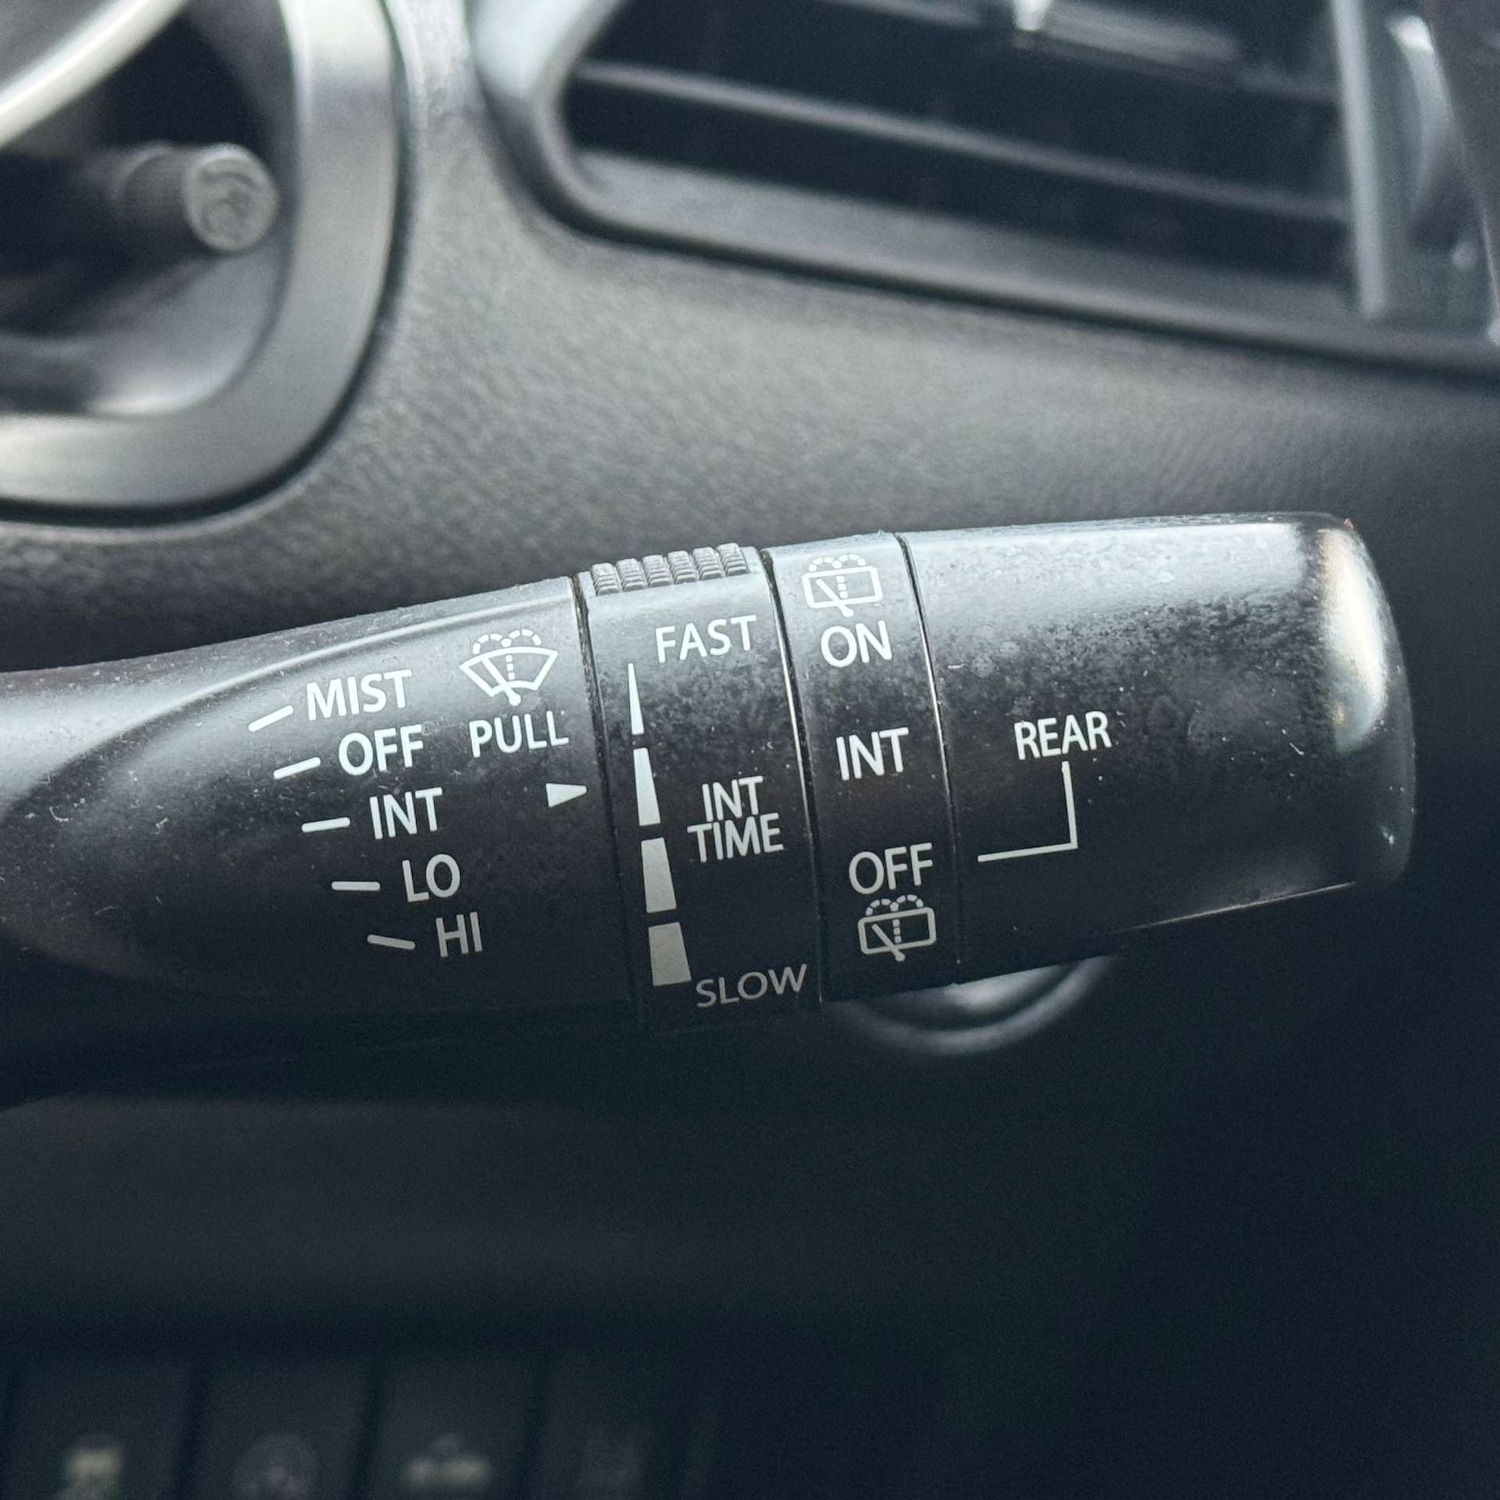 MIST
OFF
INT
LO
HI
PULL
FAST
INT
TIME
SLOW
ON
INT
OFF
REAR